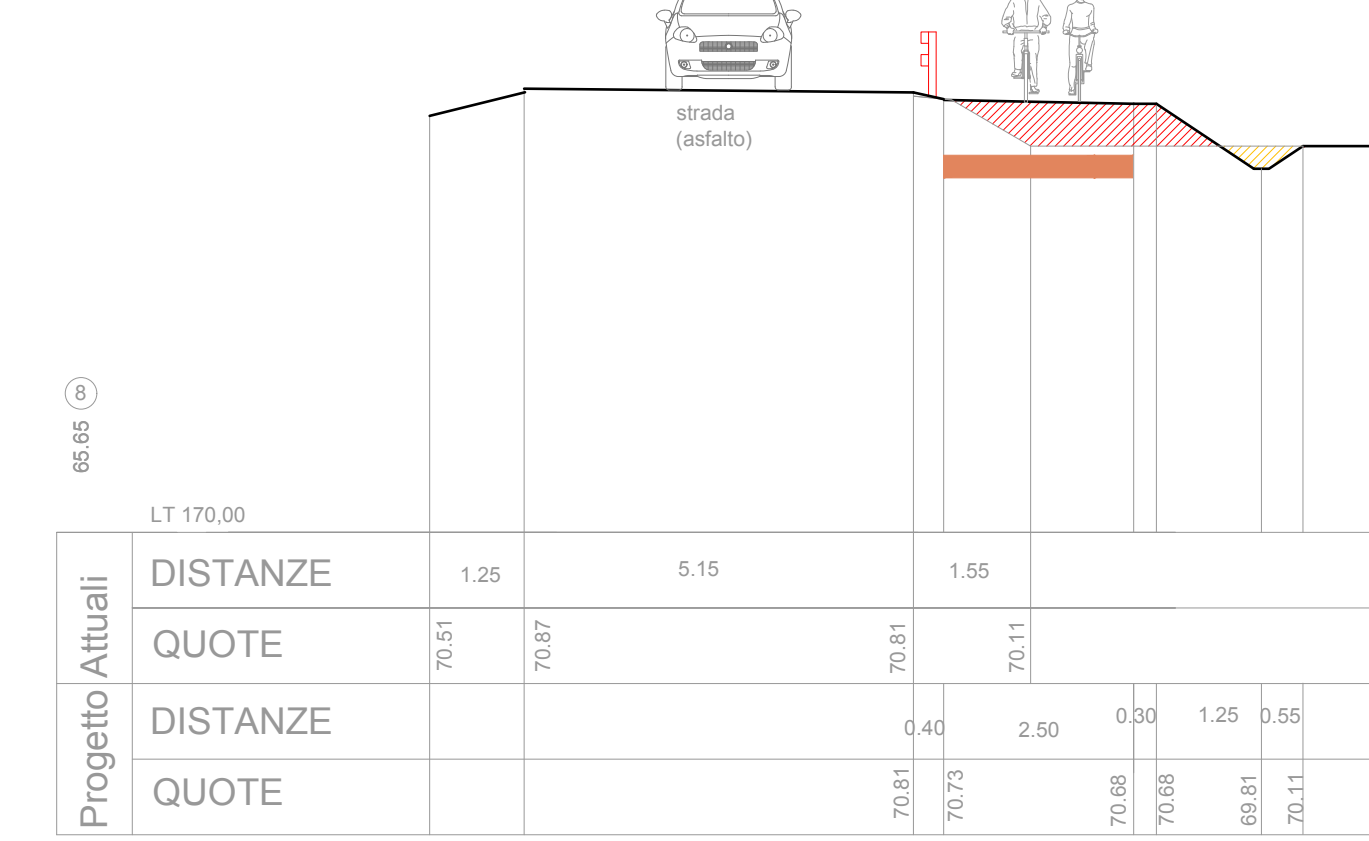 strada
(asfalto)
8
65.65
LT 170,00
Attuali
DISTANZE
1.25
5.15
1.55
QUOTE
70.51
70.87
70.81
70.11
Progetto
DISTANZE
0.40
2.50
0.30
1.25
0.55
QUOTE
70.81
70.73
70.68
70.68
69.81
70.11